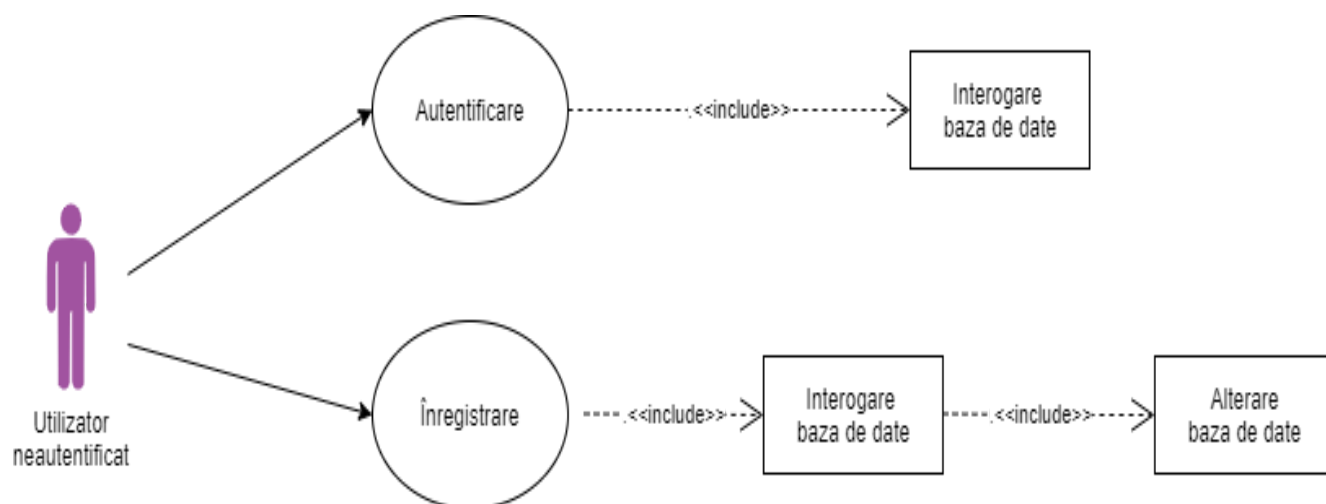 Autentificare
.<<include>>
Interogare
baza de date
Utilizator
neautentificat
Înregistrare
.<<include>>
Interogare
baza de date
.<<include>>
Alterare
baza de date